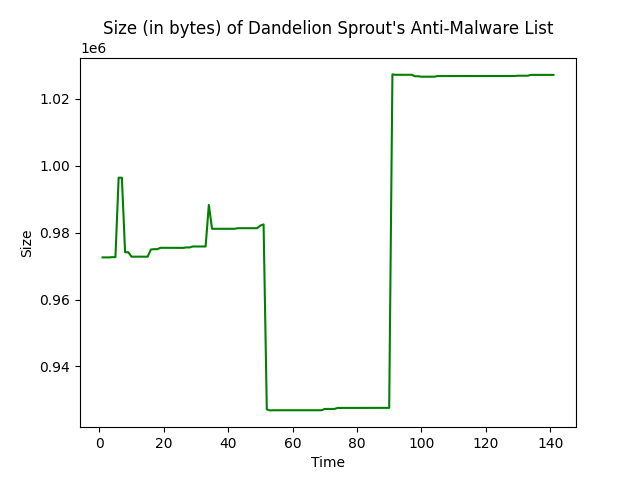 Size (in bytes) of Dandelion Sprout's Anti-Malware List
1e6
1.02
1.00
0.98
0.96
0.94
Size
0 20 40 60 80 100 120 140
Time